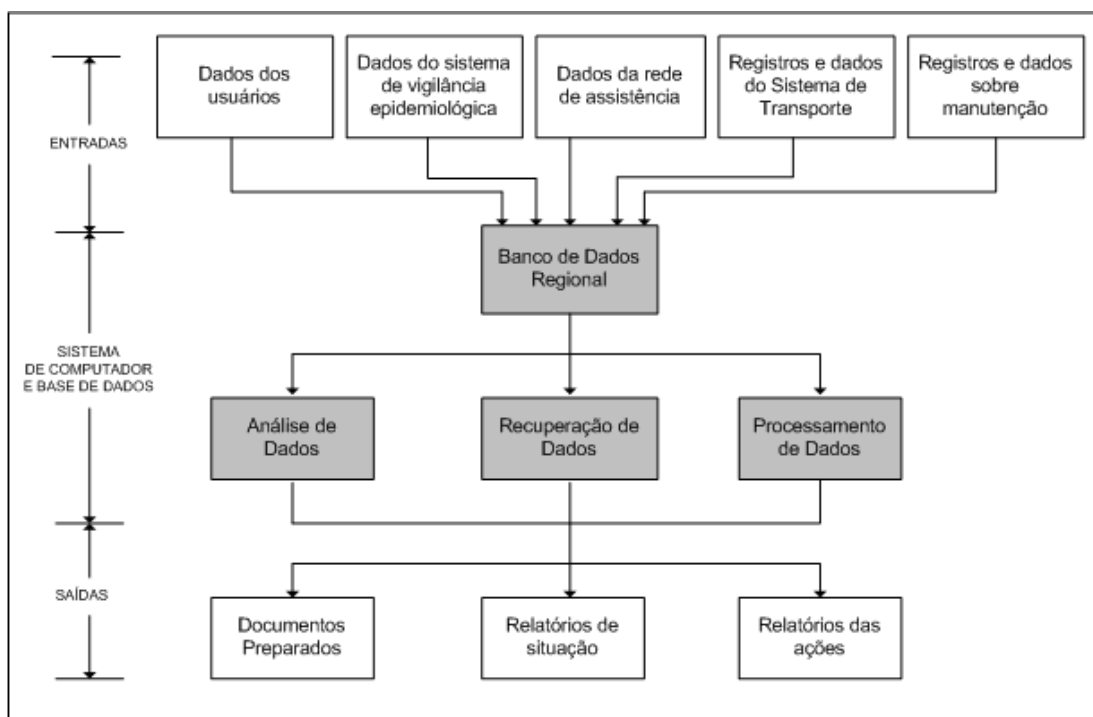 Dados dos
usuários
Dados do sistema
de vigilância
epidemiológica
Dados da rede
de assistência
Registros e dados
do Sistema de
Transporte
Registros e dados
sobre
manutenção
ENTRADAS
Banco de Dados
Regional
SISTEMA
DE COMPUTADOR
E BASE DE DADOS
Análise de
Dados
Recuperação de
Dados
Processamento
de Dados
SAÍDAS
Documentos
Preparados
Relatórios de
situação
Relatórios das
ações